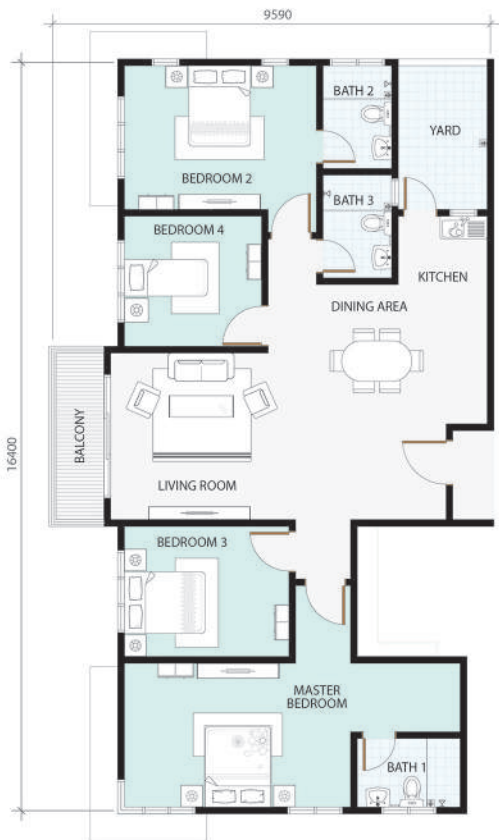 9590
BATH 2
YARD
BEDROOM 2
BATH 3
BEDROOM 4
KITCHEN
DINING AREA
BALCONY
16400
LIVING ROOM
BEDROOM 3
MASTER
BEDROOM
BATH 1